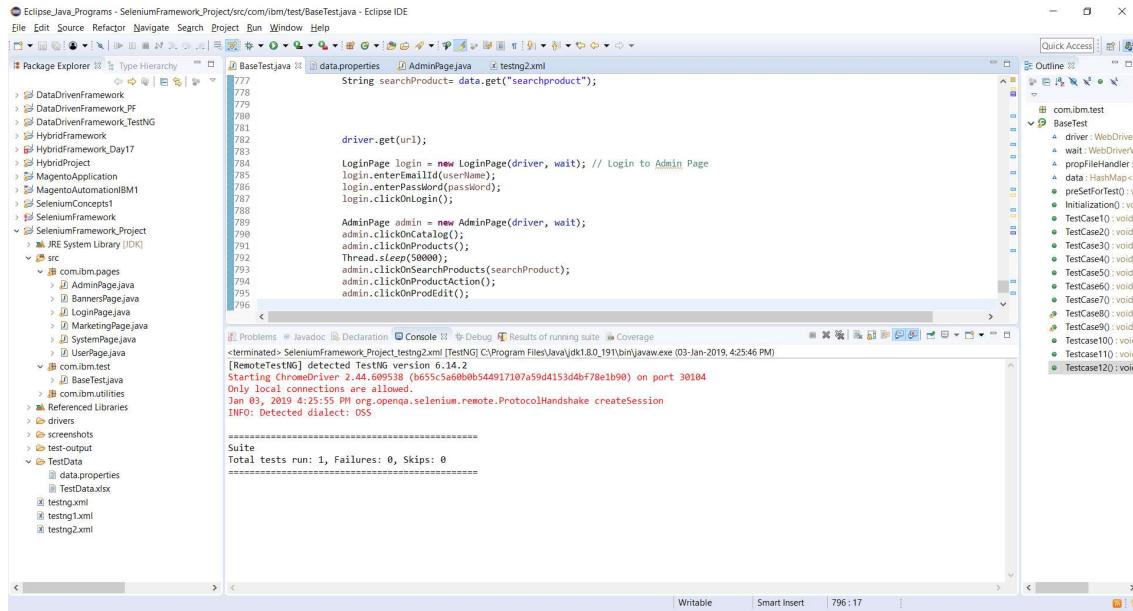 Eclipse_Java_Programs - SeleniumFramework_Project/src/com/ibm/test/BaseTest.java - Eclipse IDE
File Edit Source Refactor Navigate Search Project Run Window Help
Quick Access
Package Explorer Type Hierarchy
DataDrivenFramework
DataDrivenFramework_PF
DataDrivenFramework_TestNG
HybridFramework
HybridFramework_Day17
HybridProject
MagentoApplication
MagentoAutomationIBM1
SeleniumConcepts1
SeleniumFramework
SeleniumFramework_Project
JRE System Library [JDK]
src
com.ibm.pages
AdminPage.java
BannersPage.java
LoginPage.java
MarketingPage.java
SystemPage.java
UserPage.java
com.ibm.test
BaseTest.java
com.ibm.utilities
Referenced Libraries
drivers
screenshots
test-output
TestData
data.properties
TestData.xlsx
testng.xml
testng1.xml
testng2.xml
BaseTest.java data.properties AdminPage.java testng2.xml
777 String searchProduct= data.get("searchproduct");
778
779
780
781
782 driver.get(url);
783
784 LoginPage login = new LoginPage(driver, wait); // Login to Admin Page
785 login.enterEmailId(userName);
786 login.enterPassWord(passWord);
787 login.clickOnLogin();
788
789 AdminPage admin = new AdminPage(driver, wait);
790 admin.clickOnCatalog();
791 admin.clickOnProducts();
792 Thread.sleep(50000);
793 admin.clickOnSearchProducts(searchProduct);
794 admin.clickOnProductAction();
795 admin.clickOnProdEdit();
796
Problems Javadoc Declaration Console Debug Results of running suite Coverage
<terminated> SeleniumFramework_Project_testng2.xml [TestNG] C:\Program Files\Java\jdk1.8.0_191\bin\javaw.exe (03-Jan-2019, 4:25:46 PM)
[RemoteTestNG] detected TestNG version 6.14.2
Starting ChromeDriver 2.44.609538 (b655c5a60b0b544917107a59d4153d4bf78e1b90) on port 30104
Only local connections are allowed.
Jan 03, 2019 4:25:55 PM org.openqa.selenium.remote.ProtocolHandshake createSession
INFO: Detected dialect: OSS
===============================================
Suite
Total tests run: 1, Failures: 0, Skips: 0
===============================================
Outline
com.ibm.test
BaseTest
driver : WebDrive
wait : WebDriverV
propFileHandler :
data : HashMap<
preSetForTest() : v
Initialization() : vo
TestCase1() : void
TestCase2() : void
TestCase3() : void
TestCase4() : void
TestCase5() : void
TestCase6() : void
TestCase7() : void
TestCase8() : void
TestCase9() : void
Testcase10() : voi
testcase11() : voi
Testcase12() : voi
Writable Smart Insert 796 : 17